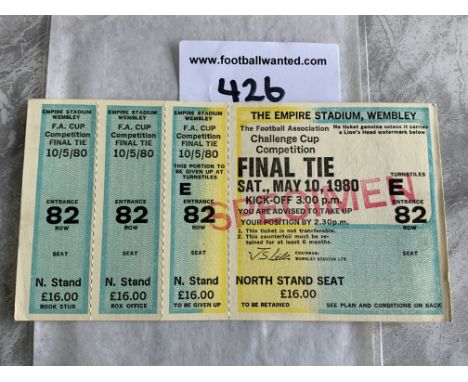 www.footballwanted.com
426
EMPIRE STADIUM
WEMBLEY
F.A. CUP
Competition
FINAL TIE
10/5/80
ENTRANCE
82
ROW
SEAT
N. Stand
£16.00
BOOK STUB
EMPIRE STADIUM
WEMBLEY
F.A. CUP
Competition
FINAL TIE
10/5/80
ENTRANCE
82
ROW
SEAT
N. Stand
£16.00
BOX OFFICE
EMPIRE STADIUM
WEMBLEY
F.A. CUP
Competition
FINAL TIE
10/5/80
THIS PORTION TO
BE GIVEN UP AT
TURNSTILES
E
ENTRANCE
82
ROW
SEAT
N. Stand
£16.00
TO BE GIVEN UP
THE EMPIRE STADIUM, WEMBLEY
The Football Association
Challenge Cup
Competition
No ticket genuine unless it carries
a Lion's Head watermark below
FINAL TIE
SAT., MAY 10, 1980
KICK-OFF 3.00 p.m.
YOU ARE ADVISED TO TAKE UP
YOUR POSITION BY 2.30p.m.
1. This ticket is not transferable.
2. This counterfoil must be re-
tained for at least 6 months.
CHAIRMAN:
WEMBLEY STADIUM LTD
TURNSTILES
E
ENTRANCE
82
ROW
SEAT
SPECIMEN
NORTH STAND SEAT
£16.00
TO BE RETAINED
SEE PLAN AND CONDITIONS ON BACK